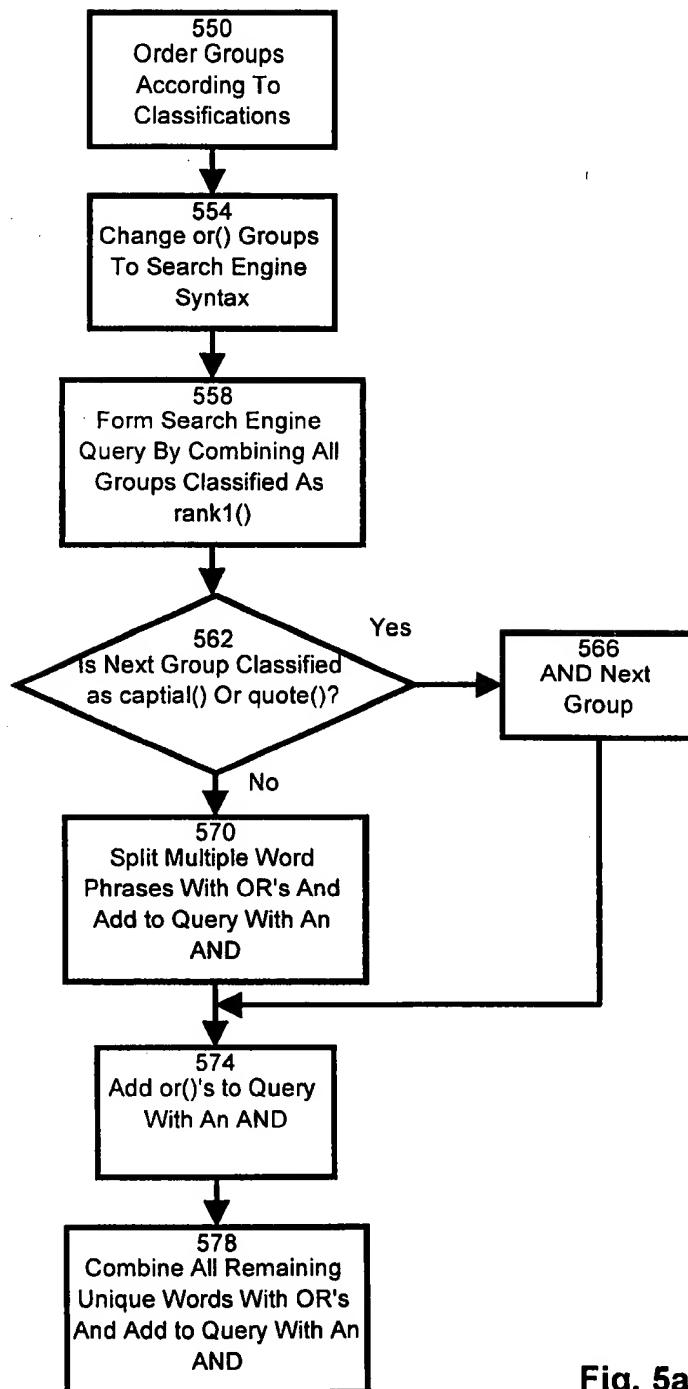 550
Order Groups
According To
Classifications
554
Change or() Groups
To Search Engine
Syntax
558
Form Search Engine
Query By Combining All
Groups Classified As
rank1()
562
Is Next Group Classified
as captial() Or quote()?
Yes
566
AND Next
Group
No
570
Split Multiple Word
Phrases With OR's And
Add to Query With An
AND
574
Add or()'s to Query
With An AND
578
Combine All Remaining
Unique Words With OR's
And Add to Query With An
AND
Fig. 5a